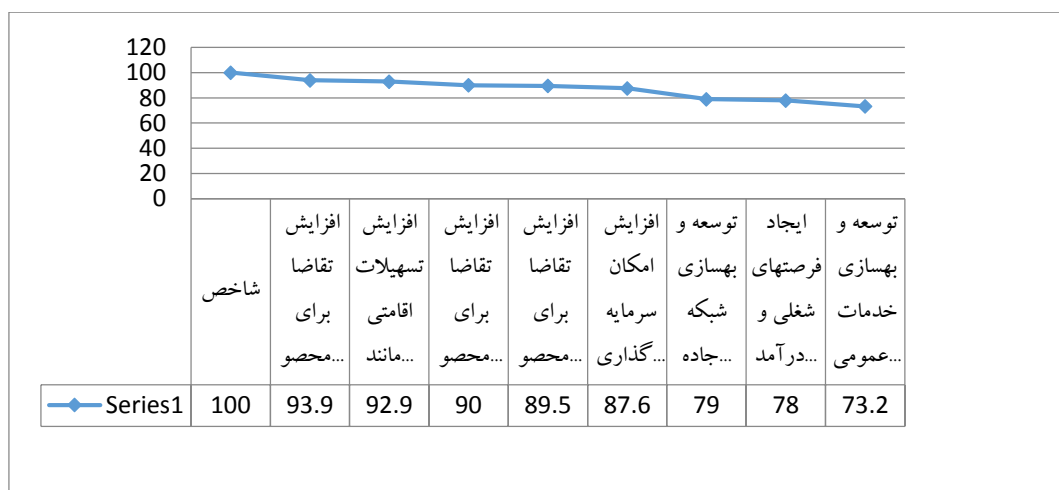 120
100
80
60
40
20
0
شاخص
افزایش
تقاضا
برای
محصو...
افزایش
تسهیلات
اقامتی
مانند...
افزایش
تقاضا
برای
محصو...
افزایش
تقاضا
برای
محصو...
افزایش
امکان
سرمایه
گذاری...
توسعه و
بهسازی
شبکه
جاده...
ایجاد
فرصتهای
شغلی و
درآمد...
توسعه و
بهسازی
خدمات
عمومی...
Series1 100 93.9 92.9 90 89.5 87.6 79 78 73.2